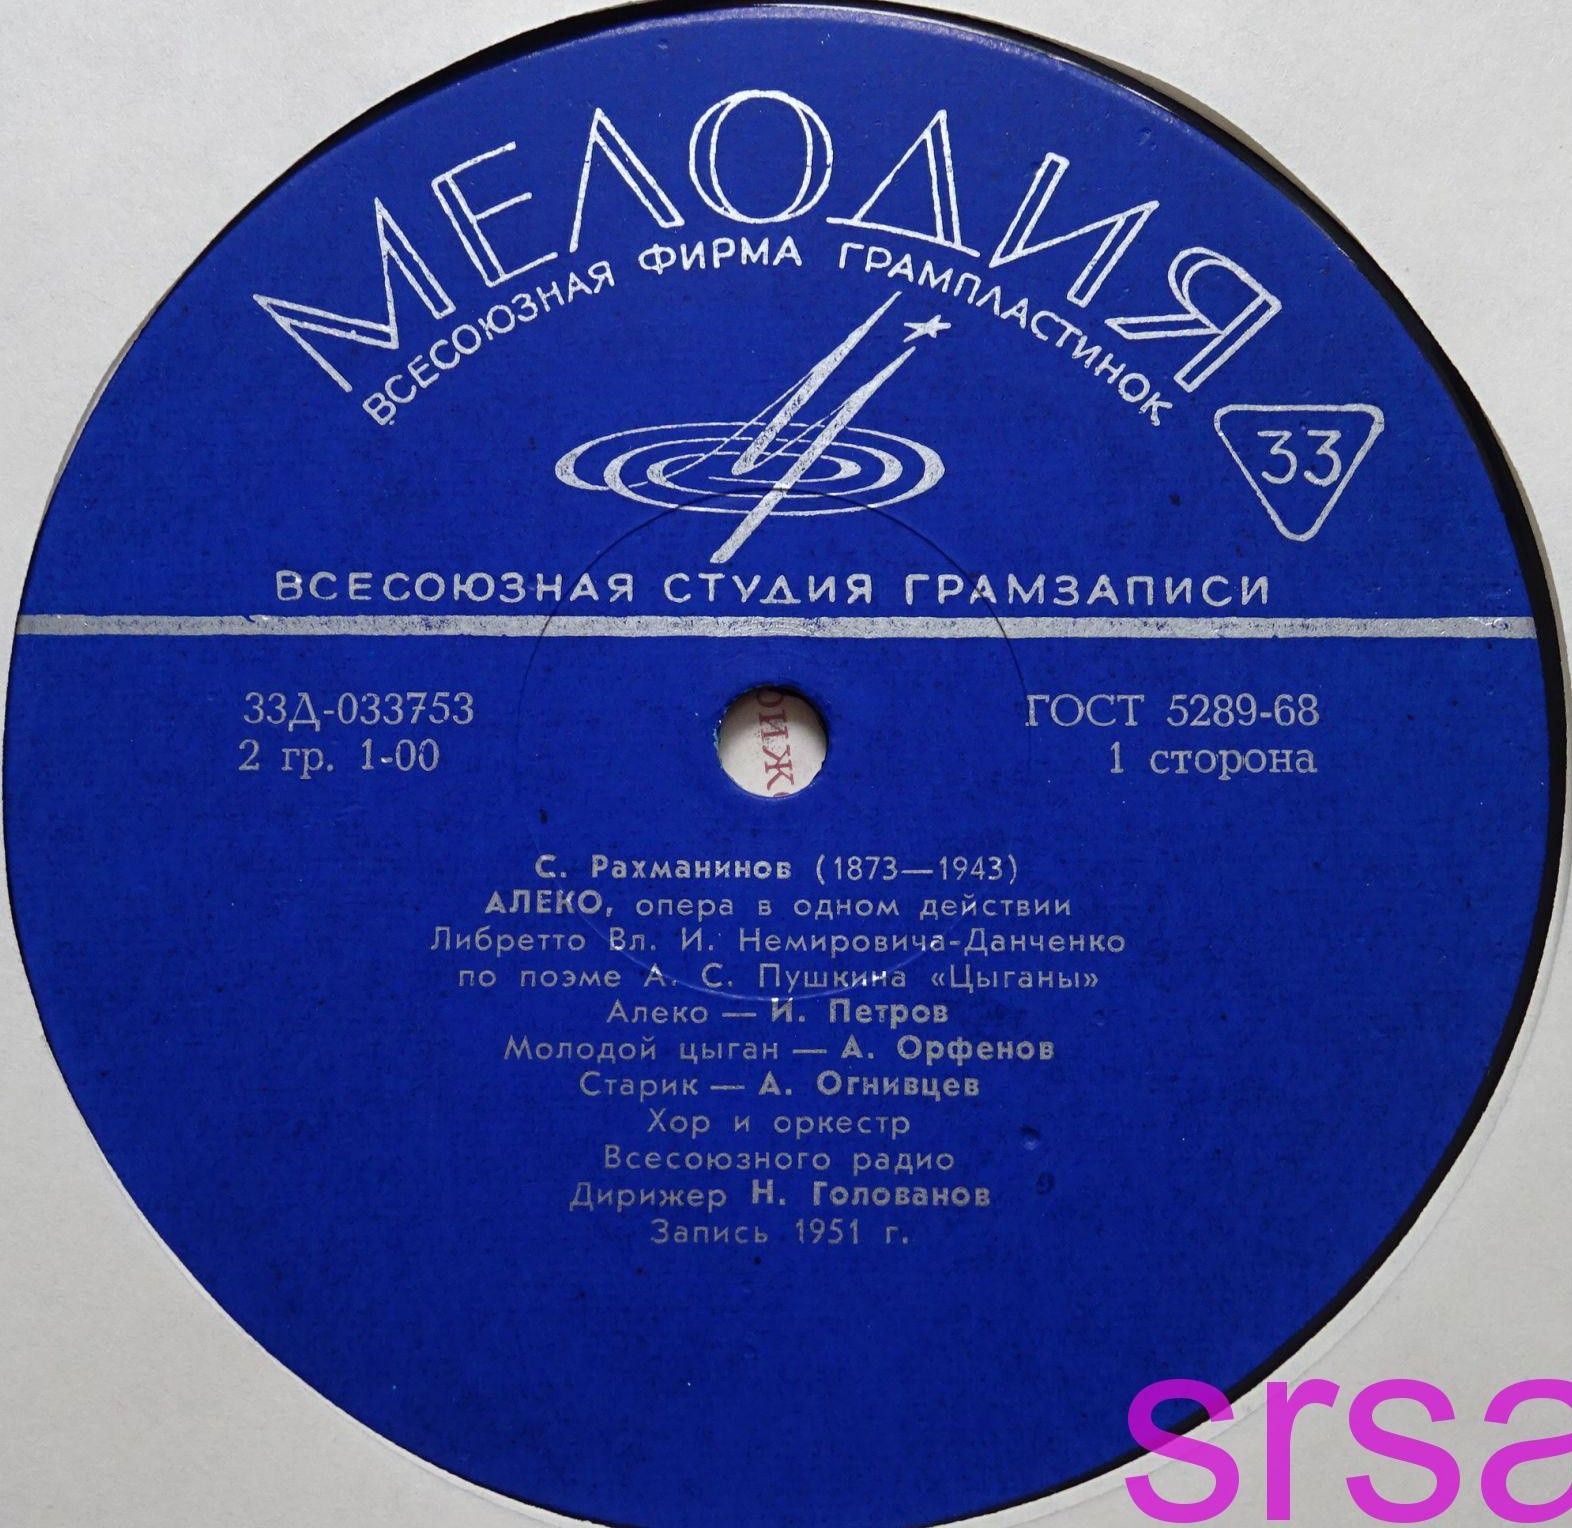 МЕЛОДИЯ
ВСЕСОЮЗНАЯ ФИРМА ГРАМПЛАСТИНОК
33
ВСЕСОЮЗНАЯ СТУДИЯ ГРАМЗАПИСИ
33Д-033753
2 гр. 1-00
ГОСТ 5289-68
1 сторона
С. Рахманинов (1873—1943)
АЛЕКО, опера в одном действии
Либретто Вл. И. Немировича-Данченко
по поэме А. С. Пушкина «Цыганы»
Алеко — И. Петров
Молодой цыган — А. Орфенов
Старик — А. Огнивцев
Хор и оркестр
Всесоюзного радио
Дирижер Н. Голованов
Запись 1951 г.
srsa